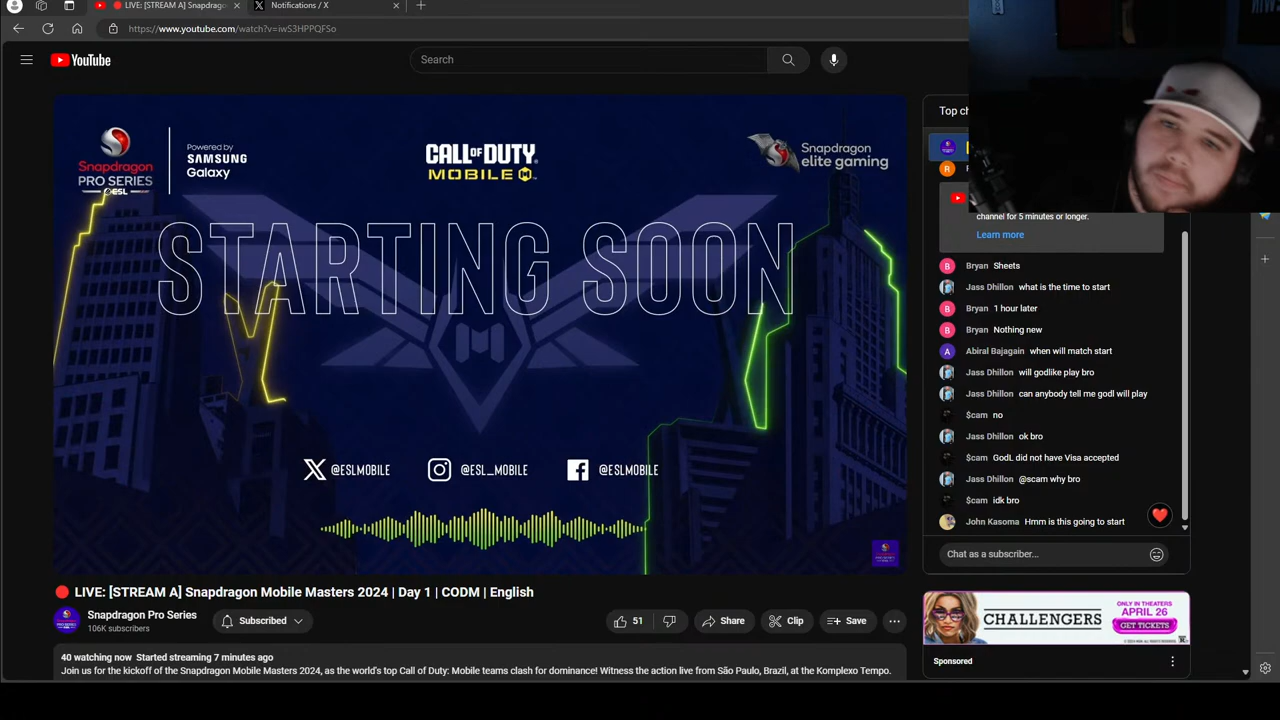 LIVE: [STREAM A] Snapdrago
Notifications / X
https://www.youtube.com/watch?v=iwS3HPPQFSo
YouTube
Search
Snapdragon
PRO SERIES
ESL
Powered by
SAMSUNG
Galaxy
CALL OF DUTY
MOBILE
Snapdragon
elite gaming
STARTING SOON
@ESLMOBILE
@ESL_MOBILE
@ESLMOBILE
LIVE: [STREAM A] Snapdragon Mobile Masters 2024 | Day 1 | CODM | English
Snapdragon Pro Series
106K subscribers
Subscribed
51
Share
Clip
Save
40 watching now Started streaming 7 minutes ago
Join us for the kickoff of the Snapdragon Mobile Masters 2024, as the world's top Call of Duty: Mobile teams clash for dominance! Witness the action live from São Paulo, Brazil, at the Komplexo Tempo.
Top ch
R
channel for 5 minutes or longer.
Learn more
B Bryan Sheets
Jass Dhillon what is the time to start
B Bryan 1 hour later
B Bryan Nothing new
A Abiral Bajagain when will match start
Jass Dhillon will godlike play bro
Jass Dhillon can anybody tell me godl will play
$cam no
Jass Dhillon ok bro
$cam GodL did not have Visa accepted
Jass Dhillon @scam why bro
$cam idk bro
John Kasoma Hmm is this going to start
Chat as a subscriber...
CHALLENGERS
ONLY IN THEATERS
APRIL 26
GET TICKETS
Sponsored